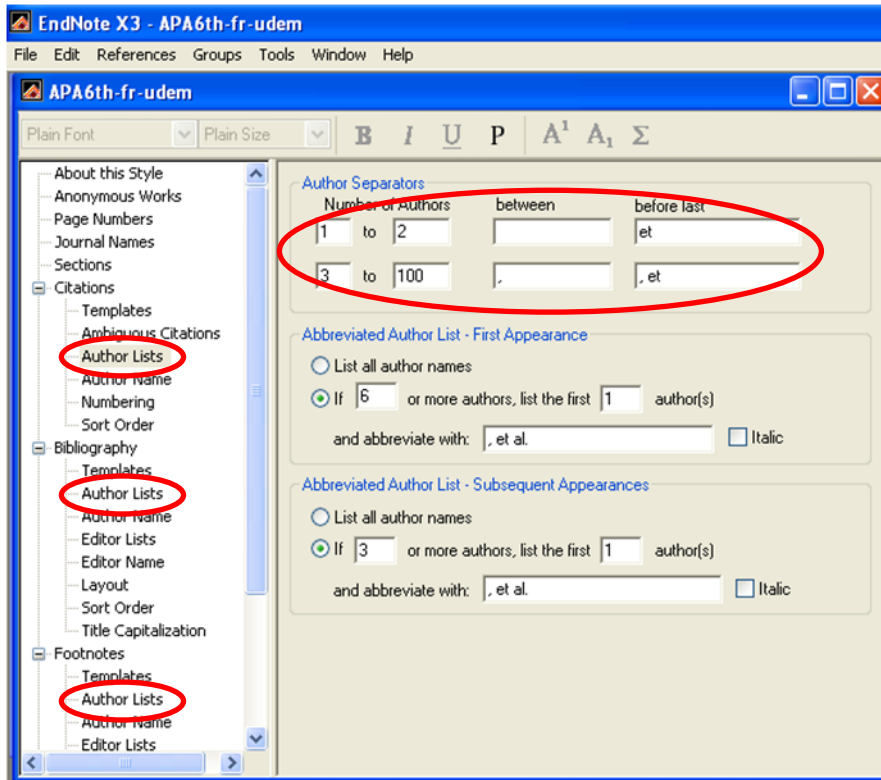 EndNote X3 - APA6th-fr-udem
File Edit References Groups Tools Window Help
APA6th-fr-udem
Plain Font Plain Size B I U P A¹ A₁ Σ
About this Style
Anonymous Works
Page Numbers
Journal Names
Sections
Citations
Templates
Ambiguous Citations
Author Lists
Author Name
Numbering
Sort Order
Bibliography
Templates
Author Lists
Author Name
Editor Lists
Editor Name
Layout
Sort Order
Title Capitalization
Footnotes
Templates
Author Lists
Author Name
Editor Lists
Author Separators
Number of Authors between before last
1 to 2 et
3 to 100 , , et
Abbreviated Author List - First Appearance
List all author names
If 6 or more authors, list the first 1 author(s)
and abbreviate with: , et al. Italic
Abbreviated Author List - Subsequent Appearances
List all author names
If 3 or more authors, list the first 1 author(s)
and abbreviate with: , et al. Italic